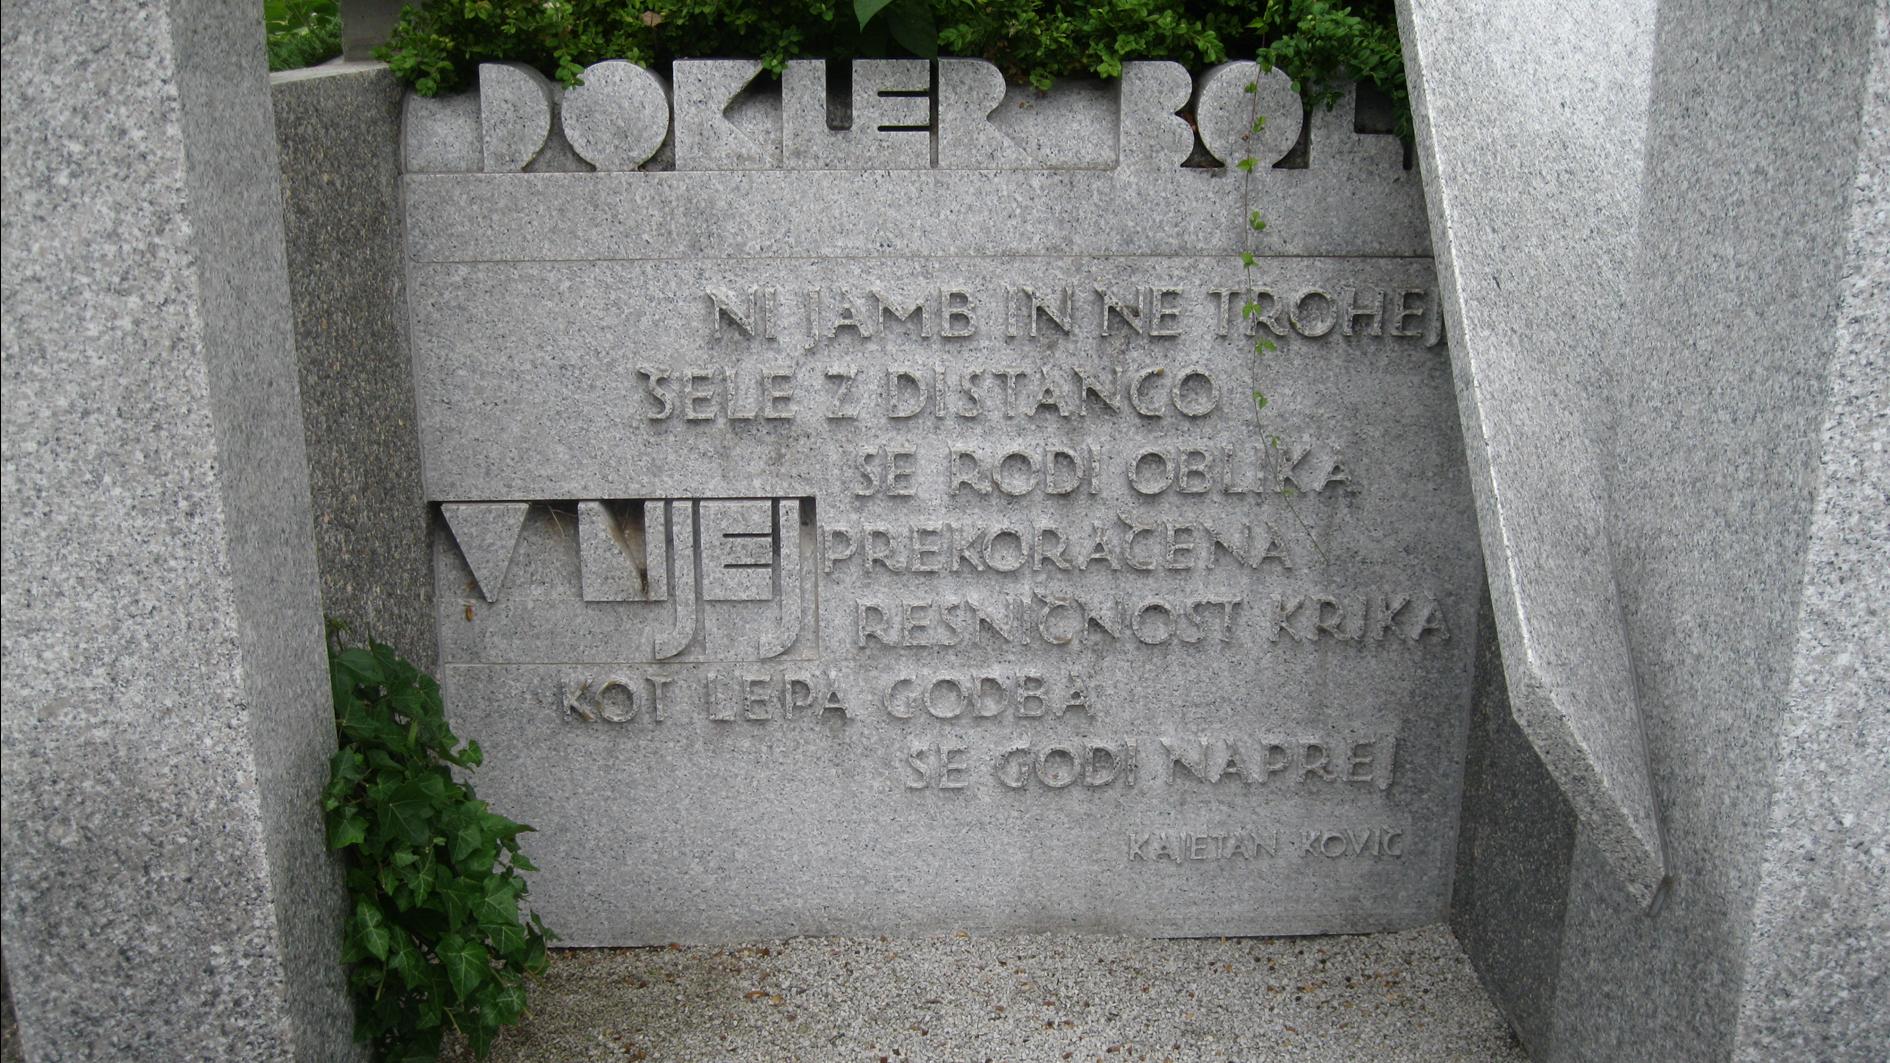 DOKLER BOLI
NI JAMB IN NE TROHEJ
ŠELE Z DISTANCO
SE RODI OBLIKA
V NJEJ PREKORAČENA
RESNIČNOST KRIKA
KOT LEPA GODBA
SE GODI NAPREJ
KAJETAN KOVIČ